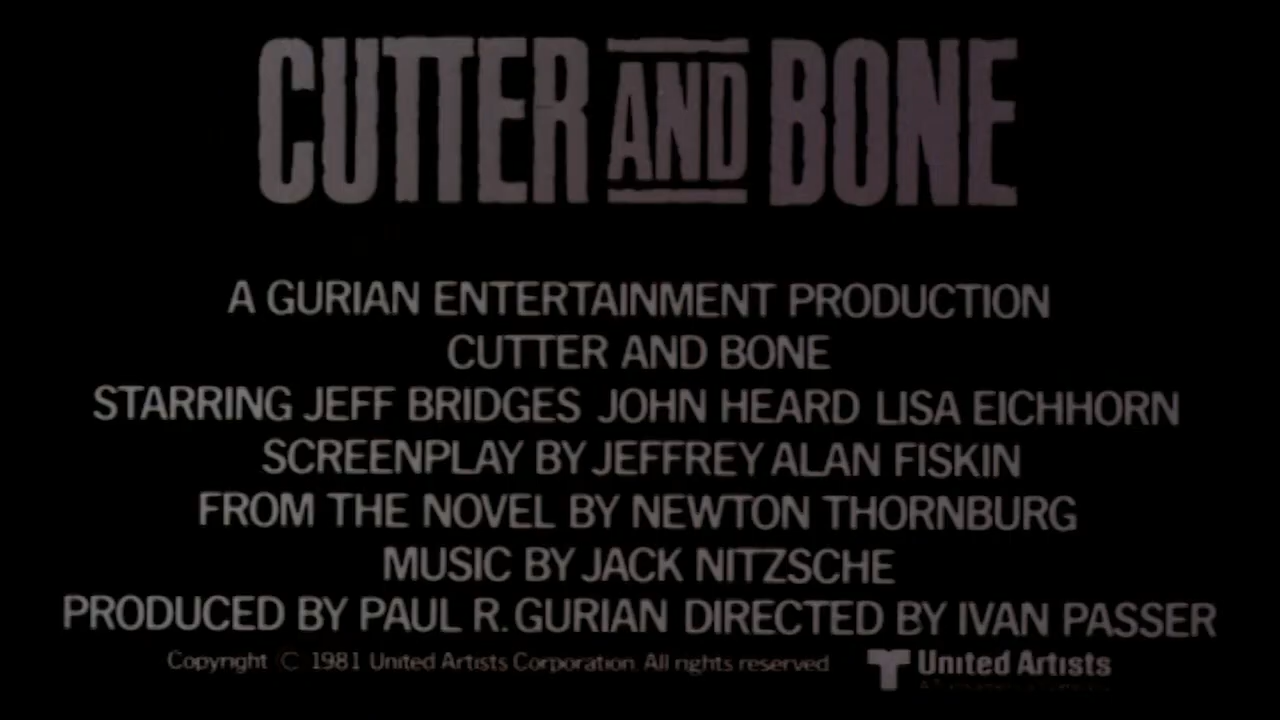 CUTTER AND BONE
A GURIAN ENTERTAINMENT PRODUCTION
CUTTER AND BONE
STARRING JEFF BRIDGES JOHN HEARD LISA EICHHORN
SCREENPLAY BY JEFFREY ALAN FISKIN
FROM THE NOVEL BY NEWTON THORNBURG
MUSIC BY JACK NITZSCHE
PRODUCED BY PAUL R. GURIAN DIRECTED BY IVAN PASSER
Copyright © 1981 United Artists Corporation. All rights reserved United Artists